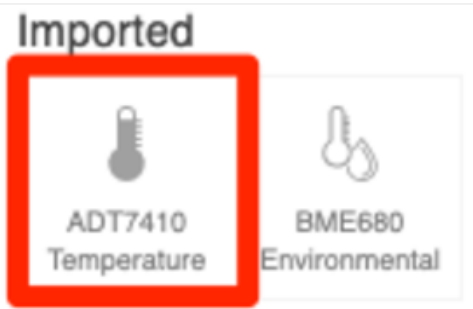 Imported
ADT7410
Temperature
BME680
Environmental